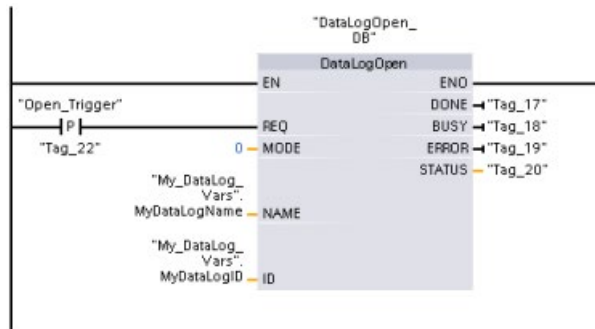 "DataLogOpen_
DB"
DataLogOpen
EN ENO
"Open_Trigger" DONE "Tag_17"
P REQ BUSY "Tag_18"
"Tag_22" 0 MODE ERROR "Tag_19"
STATUS "Tag_20"
"My_DataLog_
Vars".
MyDataLogName NAME
"My_DataLog_
Vars".
MyDataLogID ID